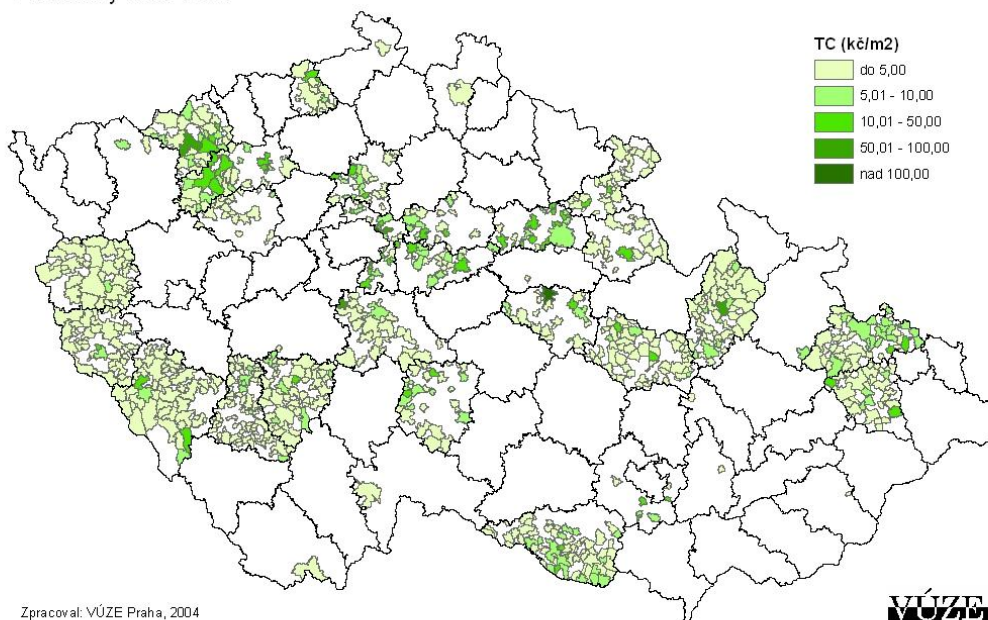 TC (kč/m2)
do 5,00
5,01 - 10,00
10,01 - 50,00
50,01 - 100,00
nad 100,00
Zpracoval: VÚZE Praha, 2004
VÚZE